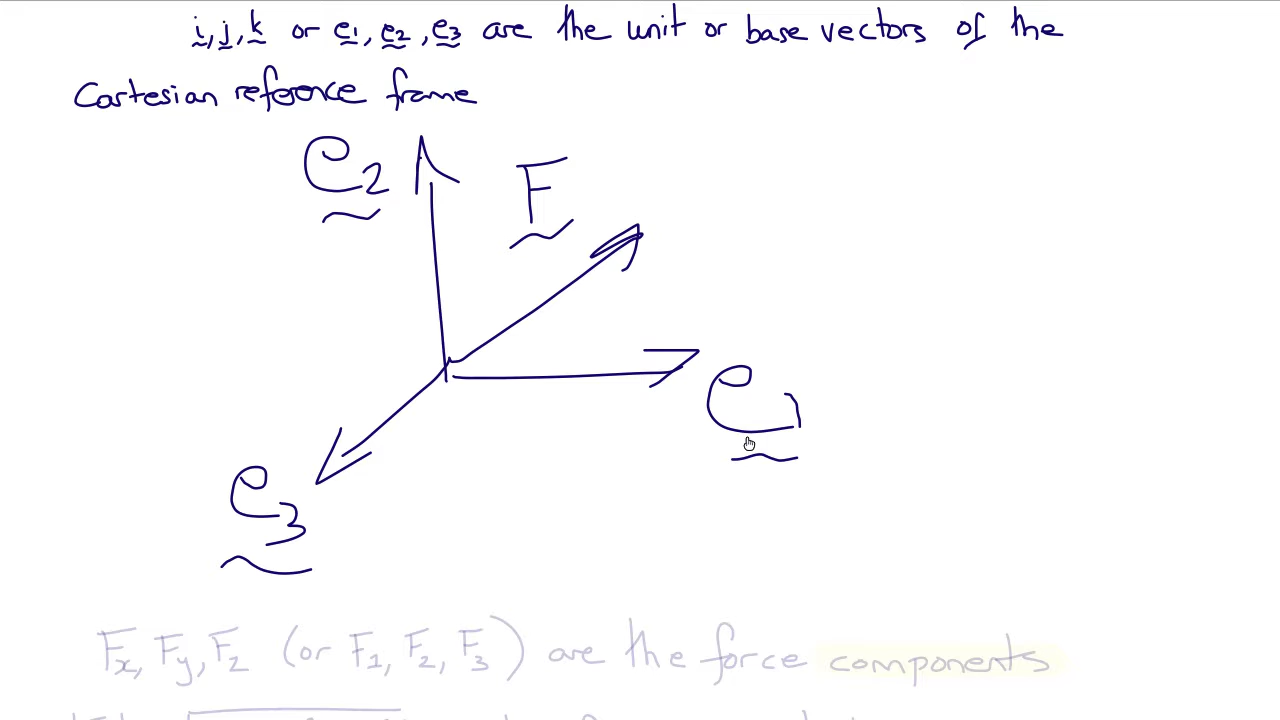 i, j, k or e1, e2, e3 are the unit or base vectors of the
Cartesian reference frame
e2
F
e1
e3
Fx, Fy, Fz (or F1, F2, F3) are the force components